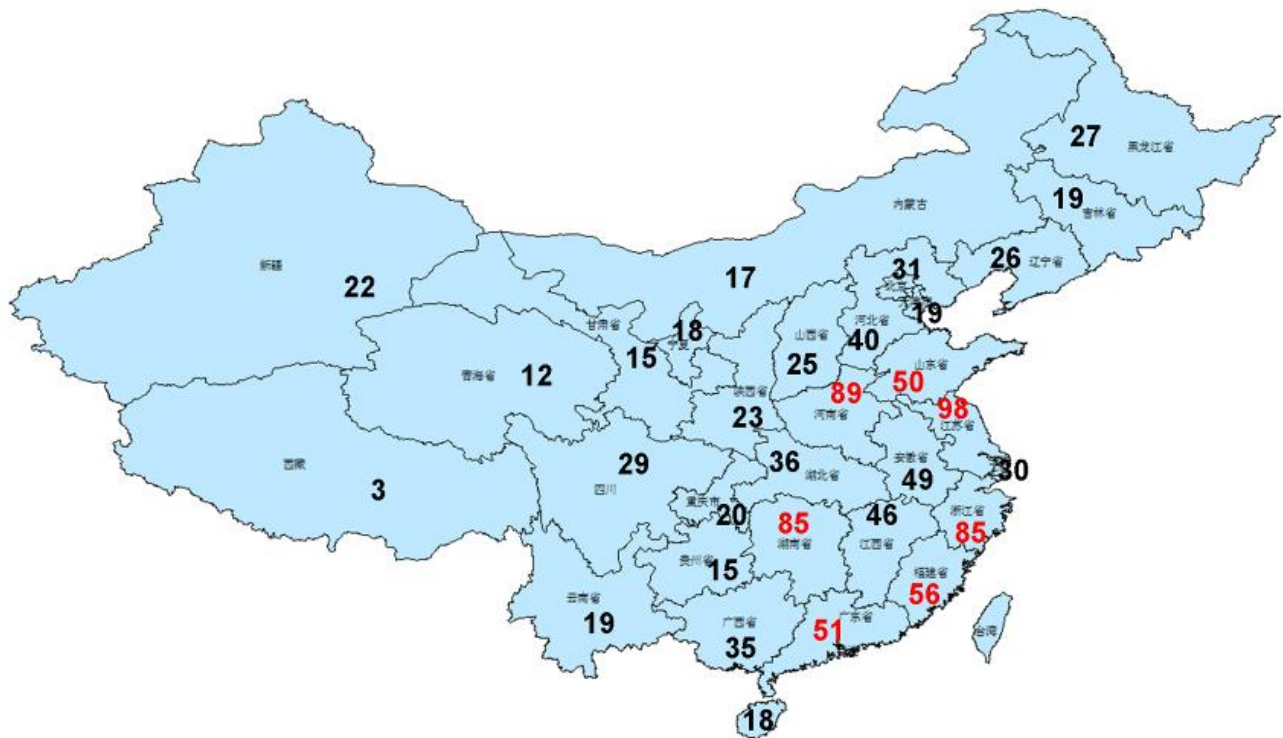 27
黑龙江省
19
吉林省
内蒙古
26
辽宁省
31
北京
新疆
22
17
19
甘肃省
18
宁夏
河北省
40
山西省
25
15
山东省
50
青海省
12
89
河南省
98
江苏省
陕西省
23
西藏
3
29
四川
36
湖北省
安徽省
49
30
重庆市
20
85
湖南省
46
江西省
浙江省
85
贵州省
15
福建省
56
云南省
19
广西省
35
广东省
51
台湾
18